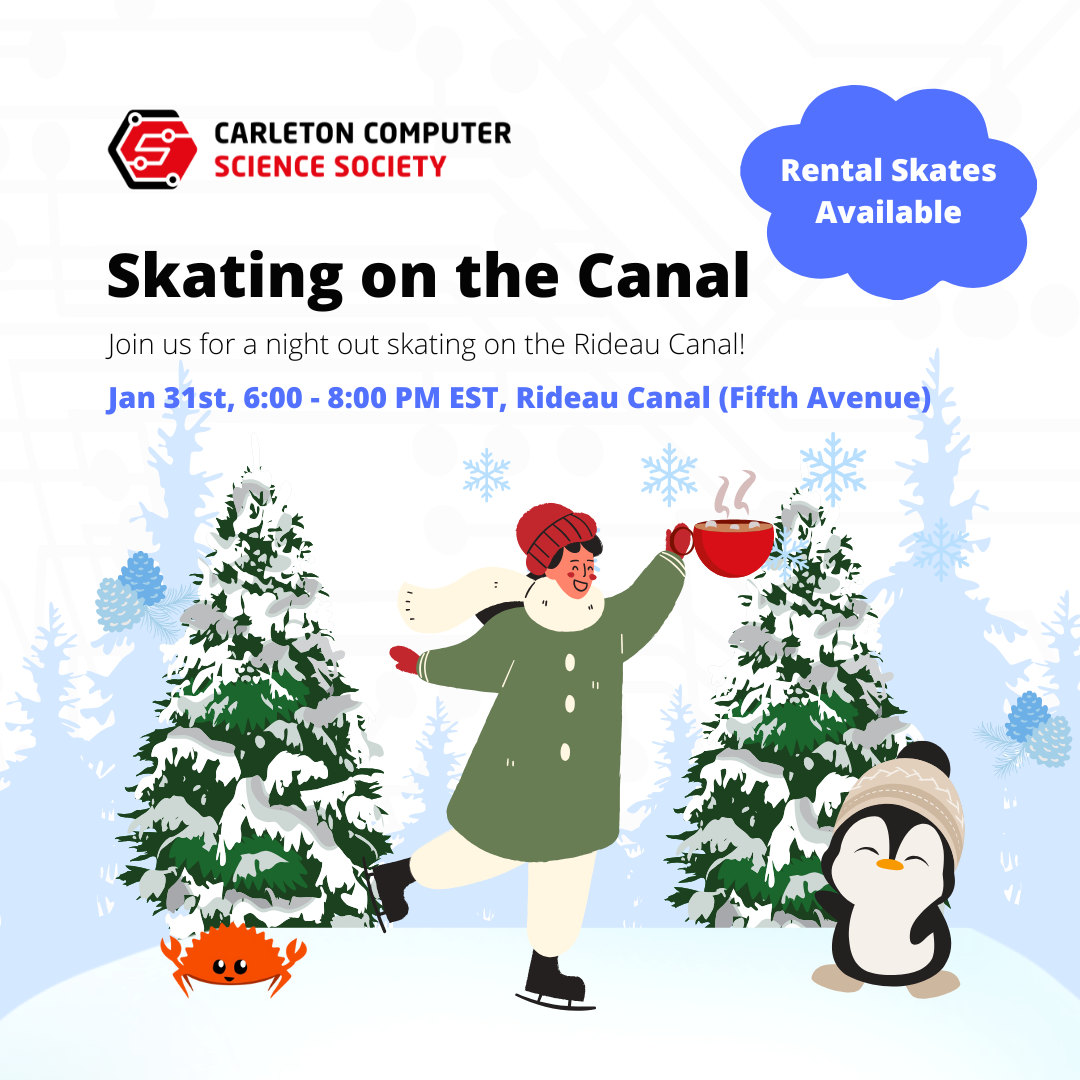 CARLETON COMPUTER
SCIENCE SOCIETY
Rental Skates
Available
Skating on the Canal
Join us for a night out skating on the Rideau Canal!
Jan 31st, 6:00 - 8:00 PM EST, Rideau Canal (Fifth Avenue)